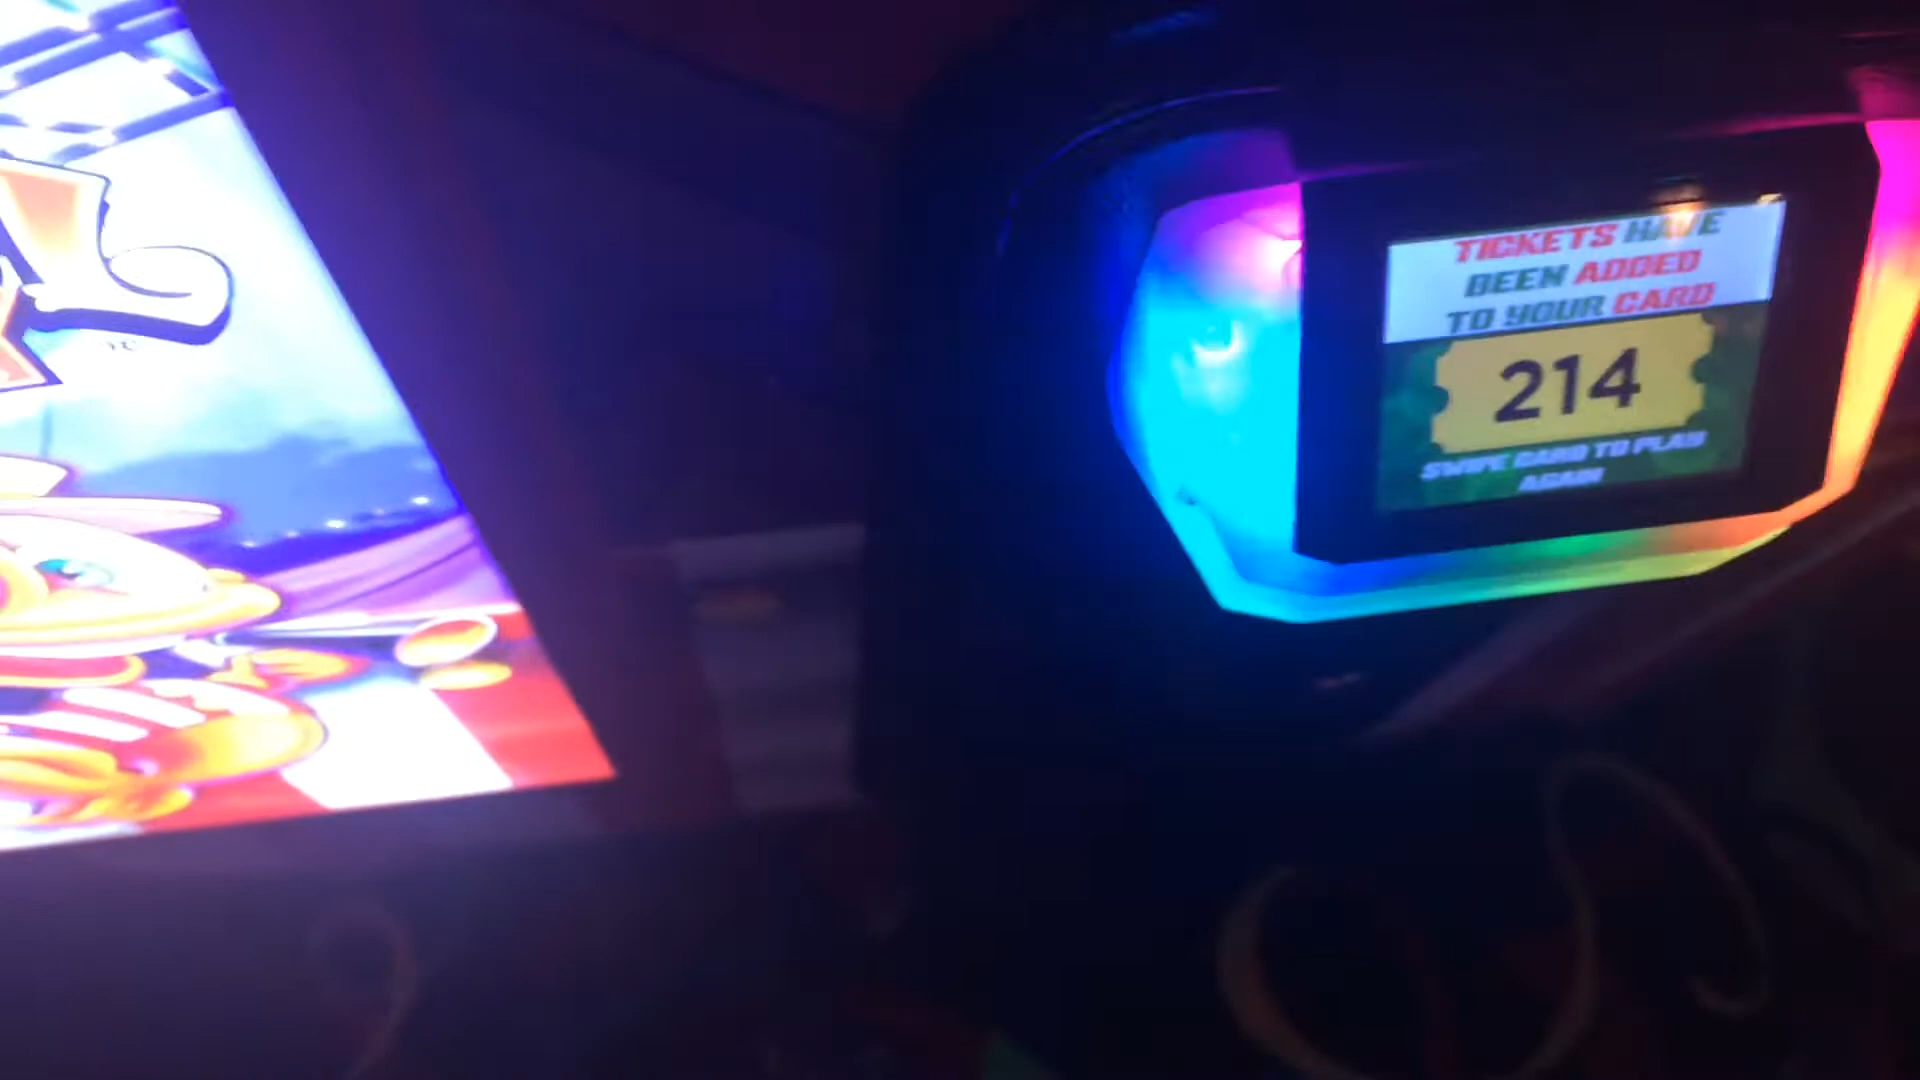 TICKETS HAVE
BEEN ADDED
TO YOUR CARD
214
SWIPE CARD TO PLAY
AGAIN